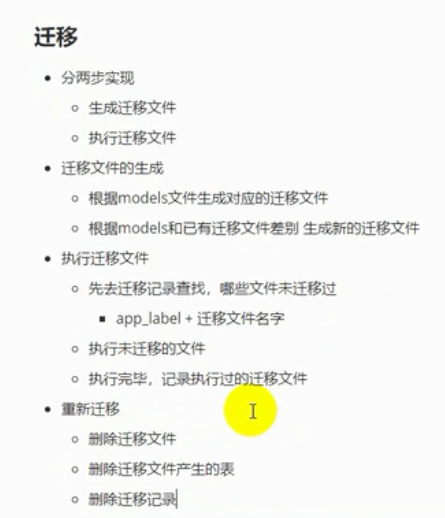 迁移
分两步实现
生成迁移文件
执行迁移文件
迁移文件的生成
根据models文件生成对应的迁移文件
根据models和已有迁移文件差别 生成新的迁移文件
执行迁移文件
先去迁移记录查找，哪些文件未迁移过
app_label + 迁移文件名字
执行未迁移的文件
执行完毕，记录执行过的迁移文件
重新迁移
删除迁移文件
删除迁移文件产生的表
删除迁移记录